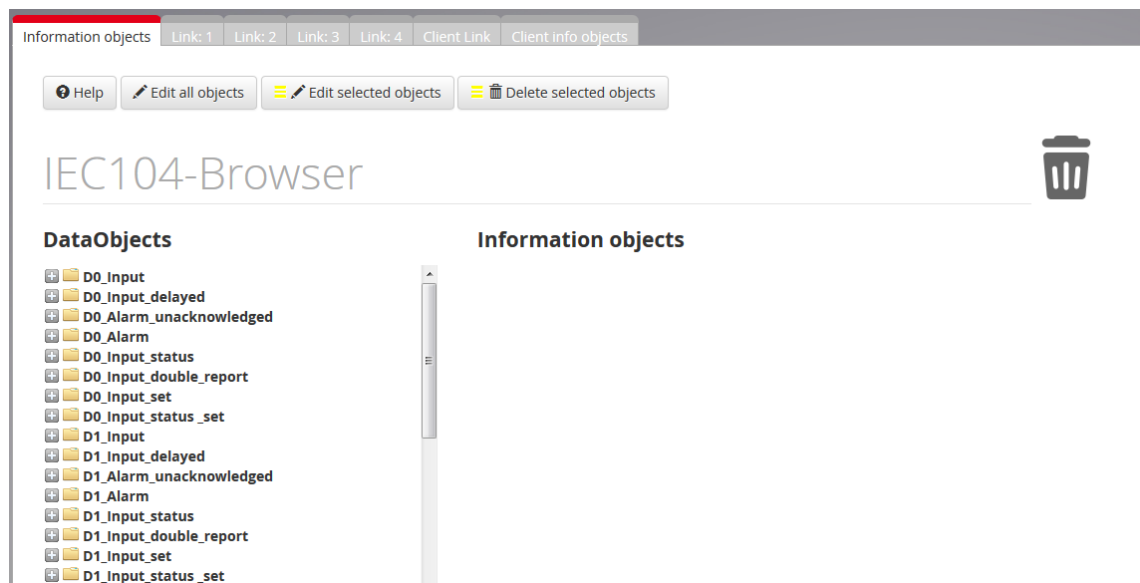 Information objects Link: 1 Link: 2 Link: 3 Link: 4 Client Link Client info objects
Help Edit all objects Edit selected objects Delete selected objects
IEC104-Browser
DataObjects Information objects
D0_Input
D0_Input_delayed
D0_Alarm_unacknowledged
D0_Alarm
D0_Input_status
D0_Input_double_report
D0_Input_set
D0_Input_status _set
D1_Input
D1_Input_delayed
D1_Alarm_unacknowledged
D1_Alarm
D1_Input_status
D1_Input_double_report
D1_Input_set
D1_Input_status _set